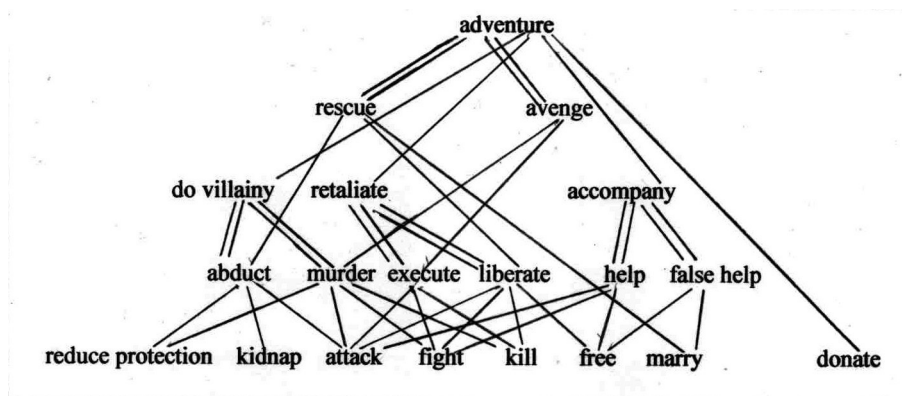 adventure
rescue avenge
do villainy retaliate accompany
abduct murder execute liberate help false help
reduce protection kidnap attack fight kill free marry donate